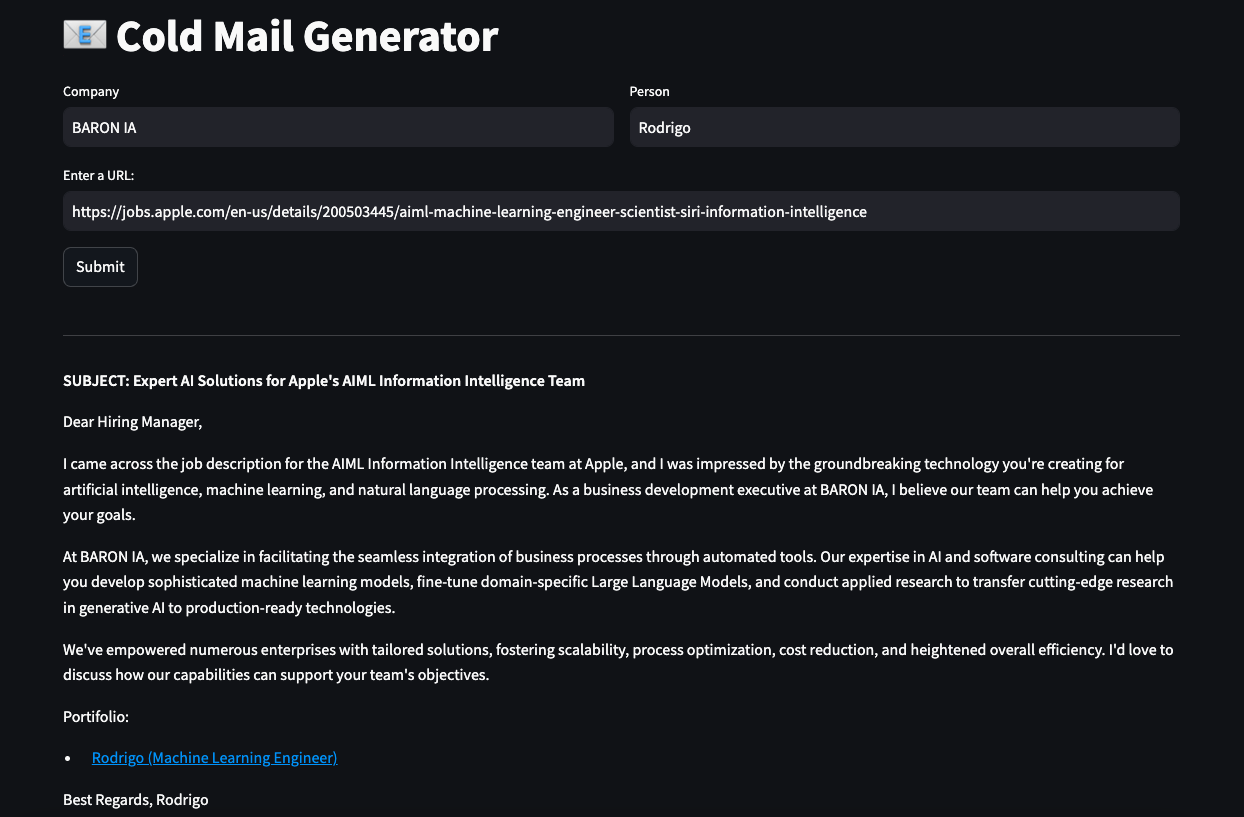 E Cold Mail Generator
Company
Person
BARON IA
Rodrigo
Enter a URL:
https://jobs.apple.com/en-us/details/200503445/aiml-machine-learning-engineer-scientist-siri-information-intelligence
Submit
SUBJECT: Expert AI Solutions for Apple's AIML Information Intelligence Team
Dear Hiring Manager,
I came across the job description for the AIML Information Intelligence team at Apple, and I was impressed by the groundbreaking technology you're creating for
artificial intelligence, machine learning, and natural language processing. As a business development executive at BARON IA, I believe our team can help you achieve
your goals.
At BARON IA, we specialize in facilitating the seamless integration of business processes through automated tools. Our expertise in AI and software consulting can help
you develop sophisticated machine learning models, fine-tune domain-specific Large Language Models, and conduct applied research to transfer cutting-edge research
in generative AI to production-ready technologies.
We've empowered numerous enterprises with tailored solutions, fostering scalability, process optimization, cost reduction, and heightened overall efficiency. I'd love to
discuss how our capabilities can support your team's objectives.
Portifolio:
• Rodrigo (Machine Learning Engineer)
Best Regards, Rodrigo